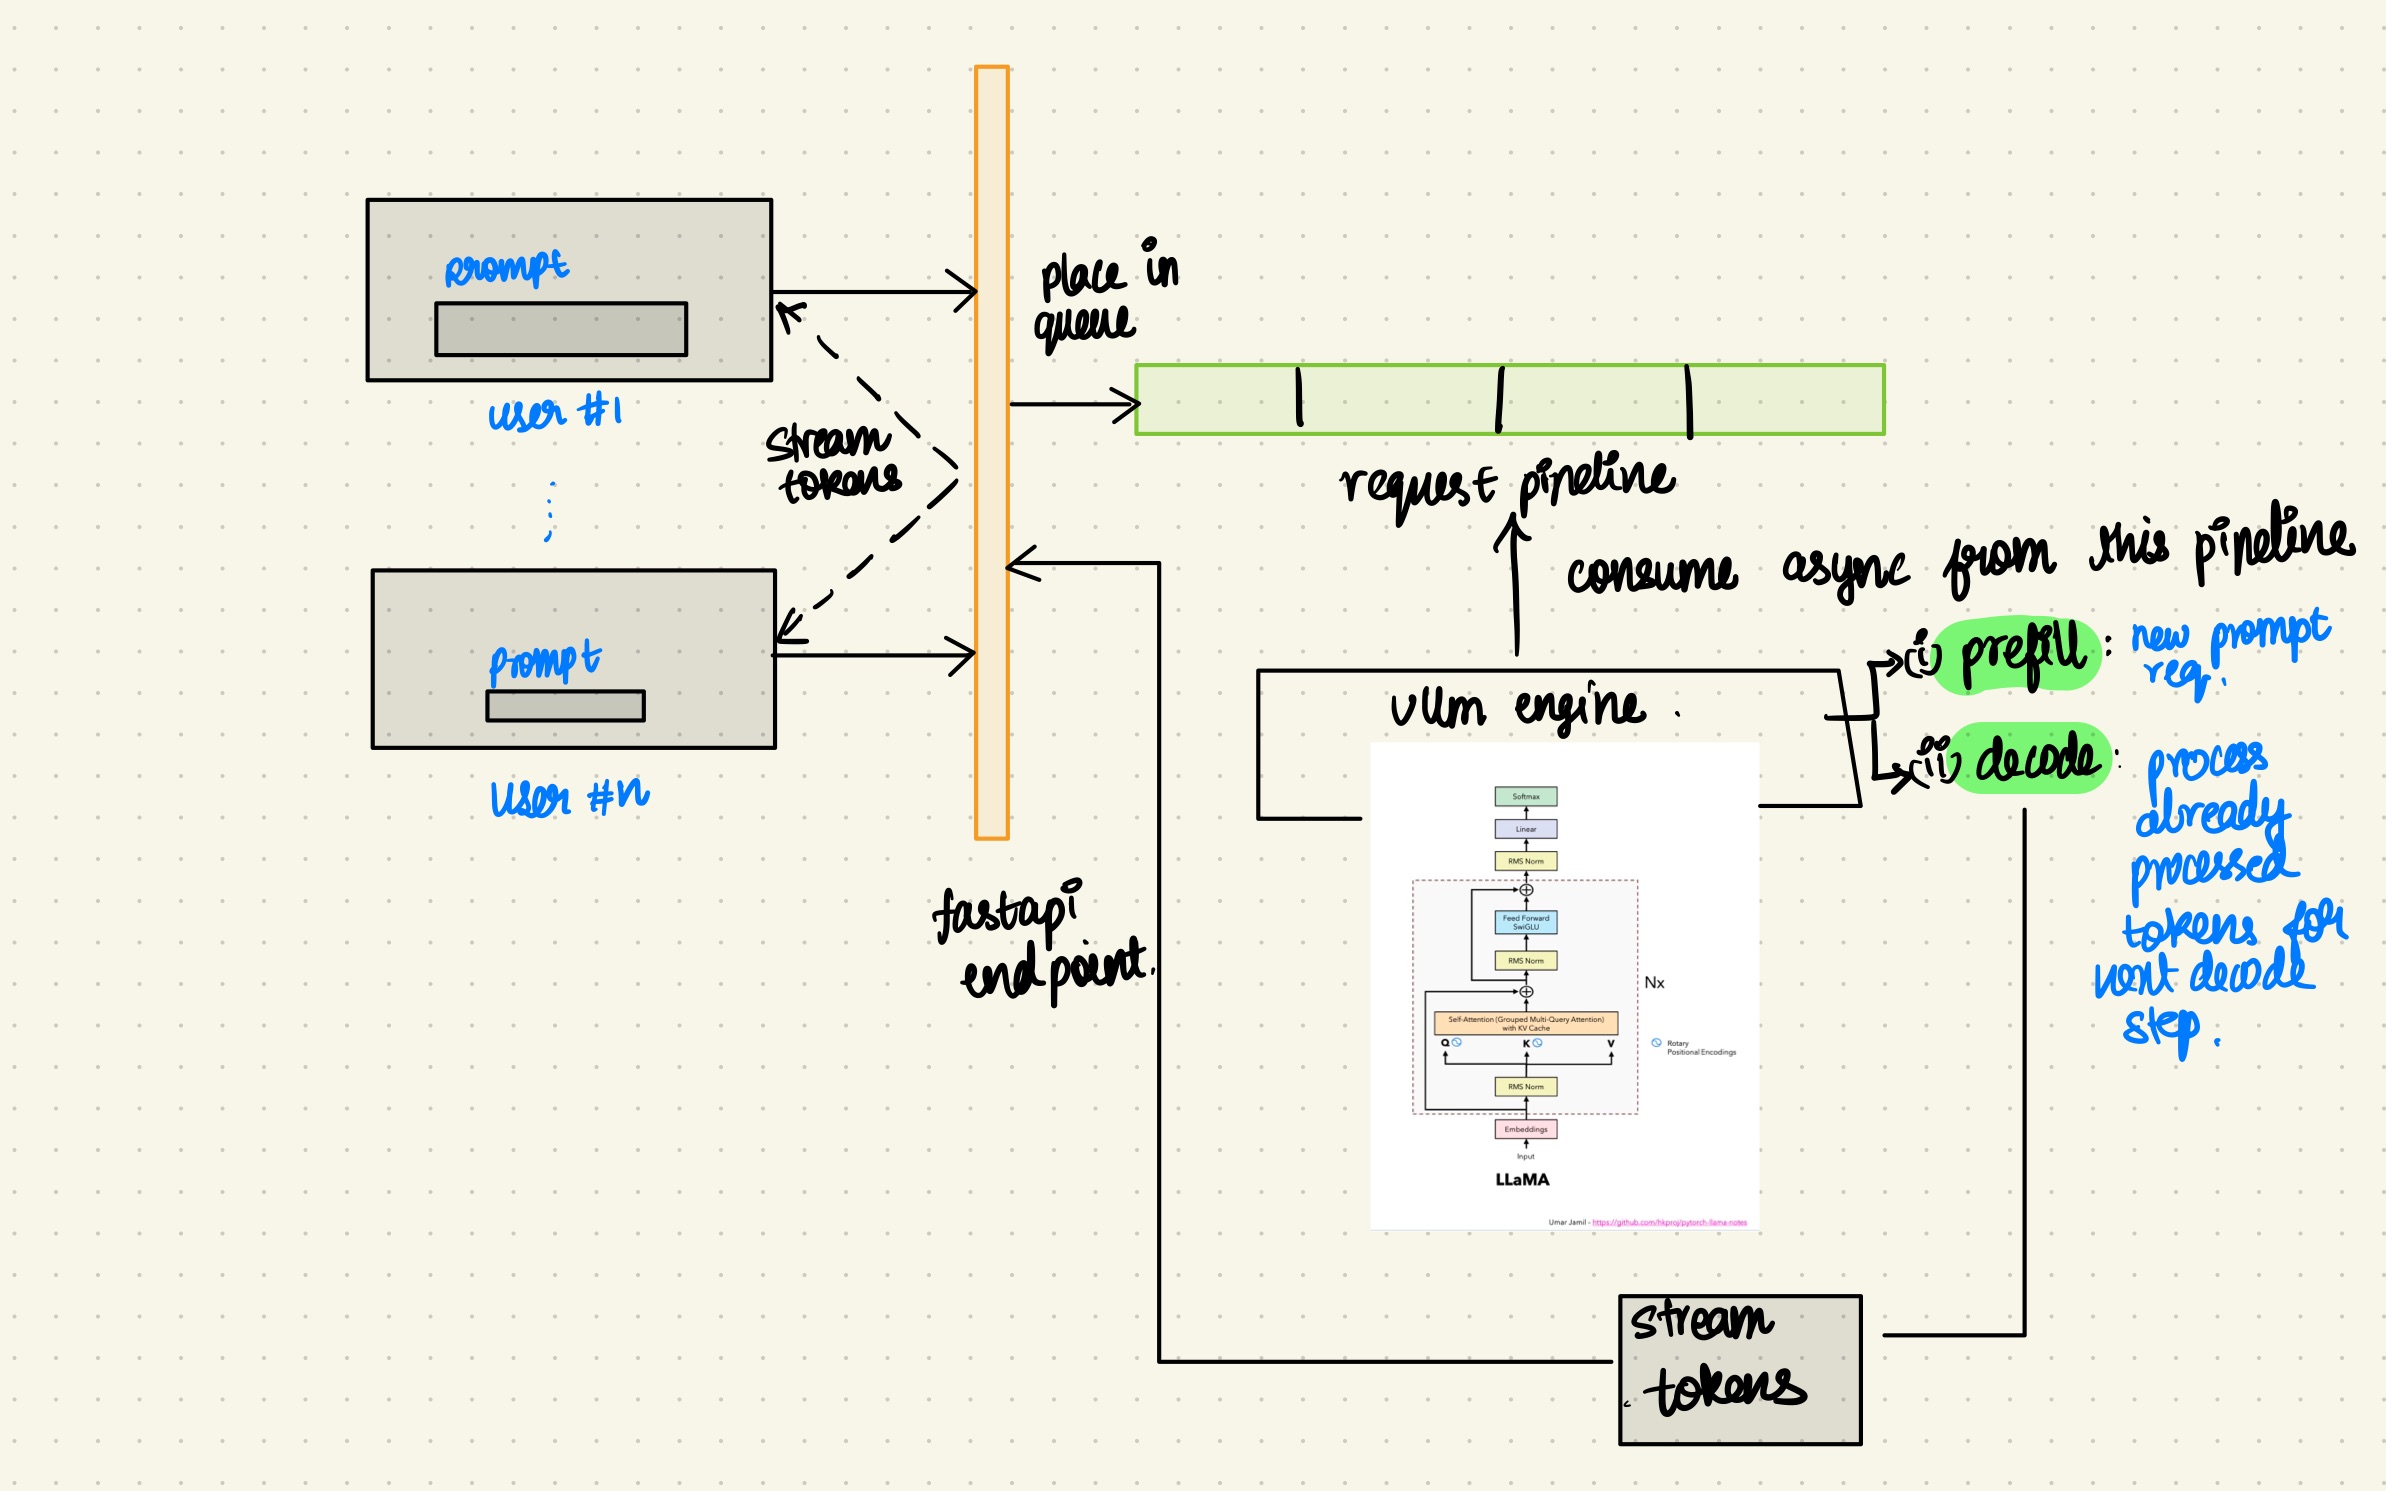 prompt
user #1
prompt
user #n
stream
tokens
fastapi
endpoint.
place in
queue
request pipeline
consume async from this pipeline
vllm engine.
(i) prefill : new prompt
req.
(ii) decode : process
already
processed
tokens for
next decode
step.
Softmax
Linear
RMS Norm
Feed Forward
SwiGLU
RMS Norm
Nx
Self-Attention (Grouped Multi-Query Attention)
with KV Cache
Q K V
Rotary
Positional Encodings
RMS Norm
Embeddings
Input
LLaMA
Umar Jamil - https://github.com/hkproj/pytorch-llama-notes
stream
tokens